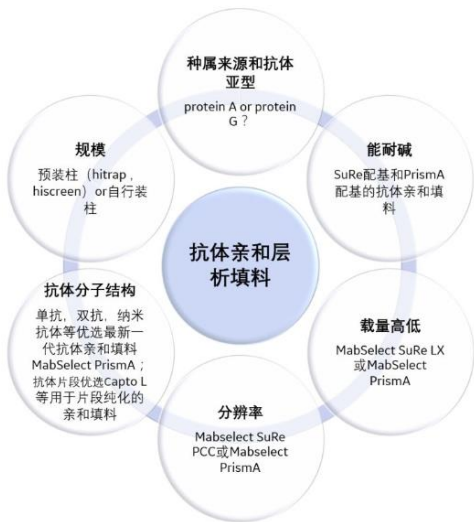 种属来源和抗体
亚型
protein A or protein
G？
能耐碱
SuRe配基和PrismA
配基的抗体亲和填
料
载量高低
MabSelect SuRe LX
或MabSelect
PrismA
分辨率
Mabselect SuRe
PCC或Mabselect
PrismA
抗体分子结构
单抗，双抗，纳米
抗体等优选最新一
代抗体亲和填料
MabSelect PrismA；
抗体片段优选Capto L
等用于片段纯化的
亲和填料
规模
预装柱（hitrap，
hiscreen）or自行装
柱
抗体亲和层
析填料